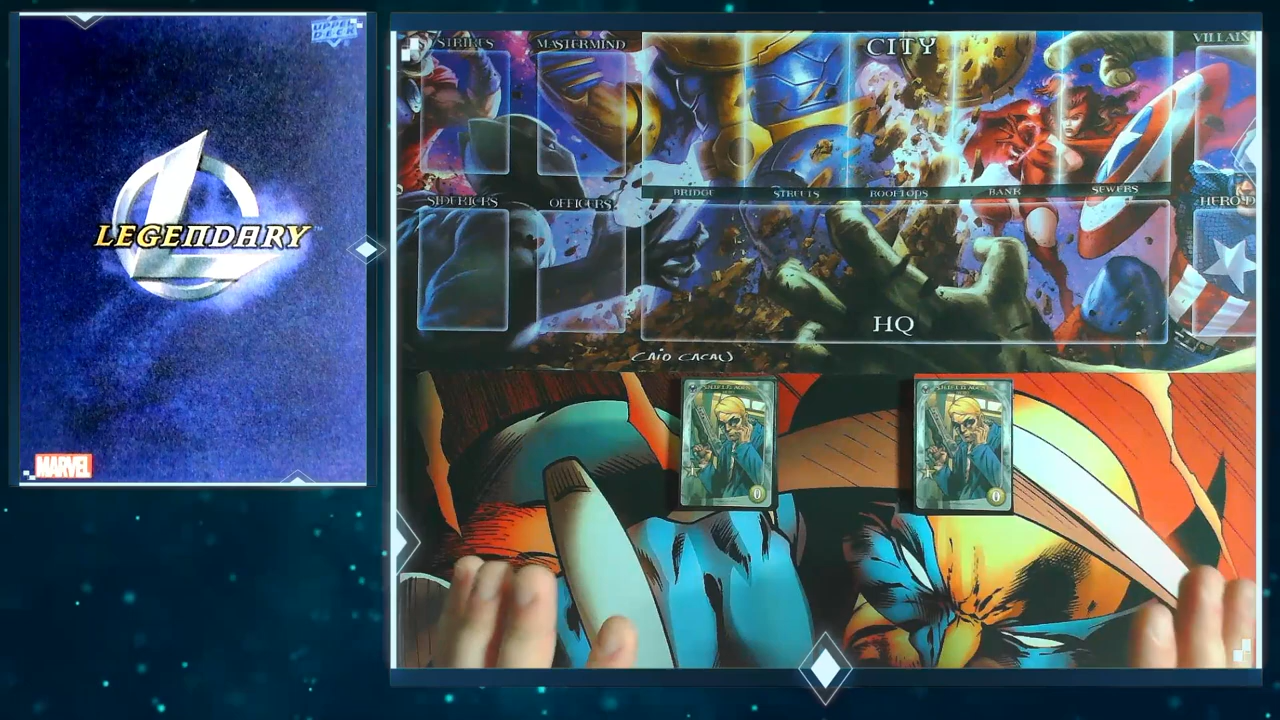 UPPER
DECK
LEGENDARY
MARVEL
STRIKES
MASTERMIND
CITY
VILLAIN
BRIDGE
STREETS
ROOFTOPS
BANK
SEWERS
SIDEKICKS
OFFICERS
HERO D
HQ
CAIO CACAU
0
0